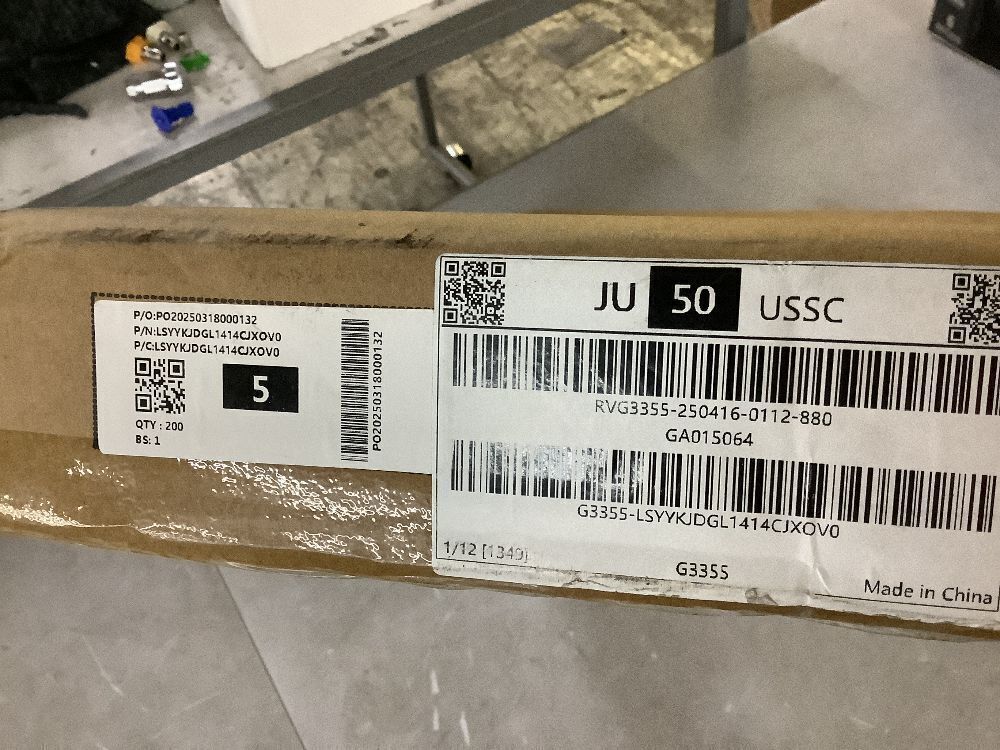 P/O:PO20250318000132
P/N:LSYYKJDGL1414CJXOV0
P/C:LSYYKJDGL1414CJXOV0
5
QTY : 200
BS: 1
PO20250318000132
JU 50 USSC
RVG3355-250416-0112-880
GA015064
G3355-LSYYKJDGL1414CJXOV0
1/12 [1349]
G3355
Made in China